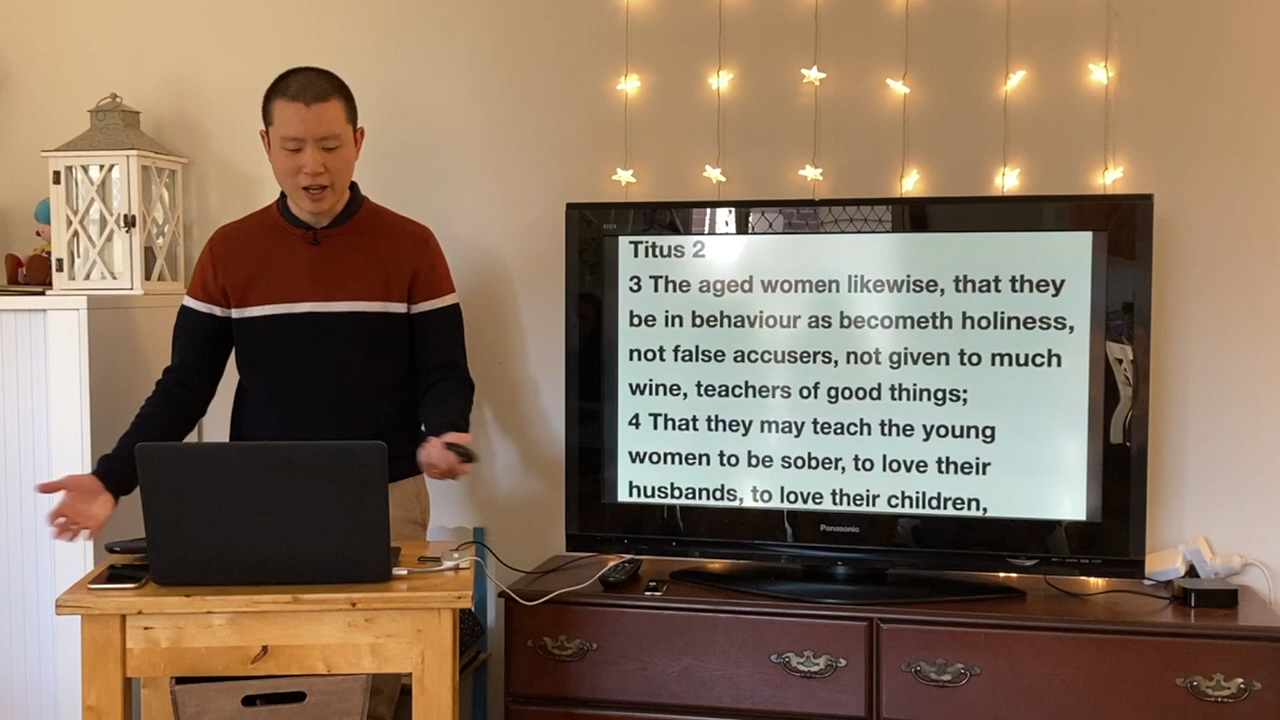 Titus 2
3 The aged women likewise, that they
be in behaviour as becometh holiness,
not false accusers, not given to much
wine, teachers of good things;
4 That they may teach the young
women to be sober, to love their
husbands, to love their children,
Panasonic